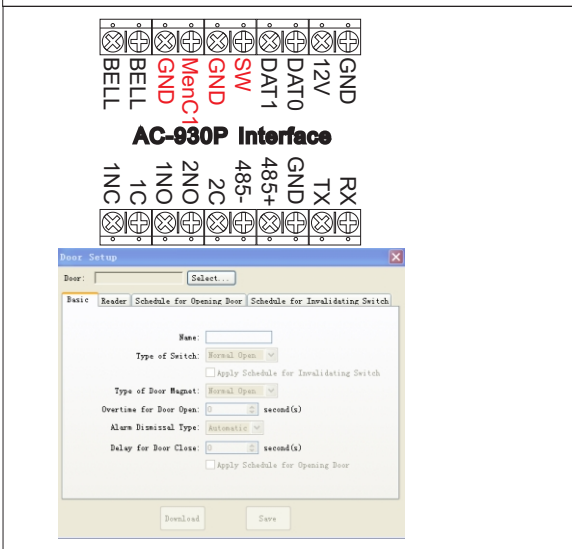 BELL BELL GND MenC1 GND SW DAT1 DAT0 12V GND
AC-930P Interface
1NC 1C 1NO 2NO 2C 485- 485+ GND TX RX
Door Setup
Door: Select...
Basic Reader Schedule for Opening Door Schedule for Invalidating Switch
Name:
Type of Switch: Normal Open
Apply Schedule for Invalidating Switch
Type of Door Magnet: Normal Open
Overtime for Door Open: 0 second(s)
Alarm Dismissal Type: Automatic
Delay for Door Close: 0 second(s)
Apply Schedule for Opening Door
Download Save